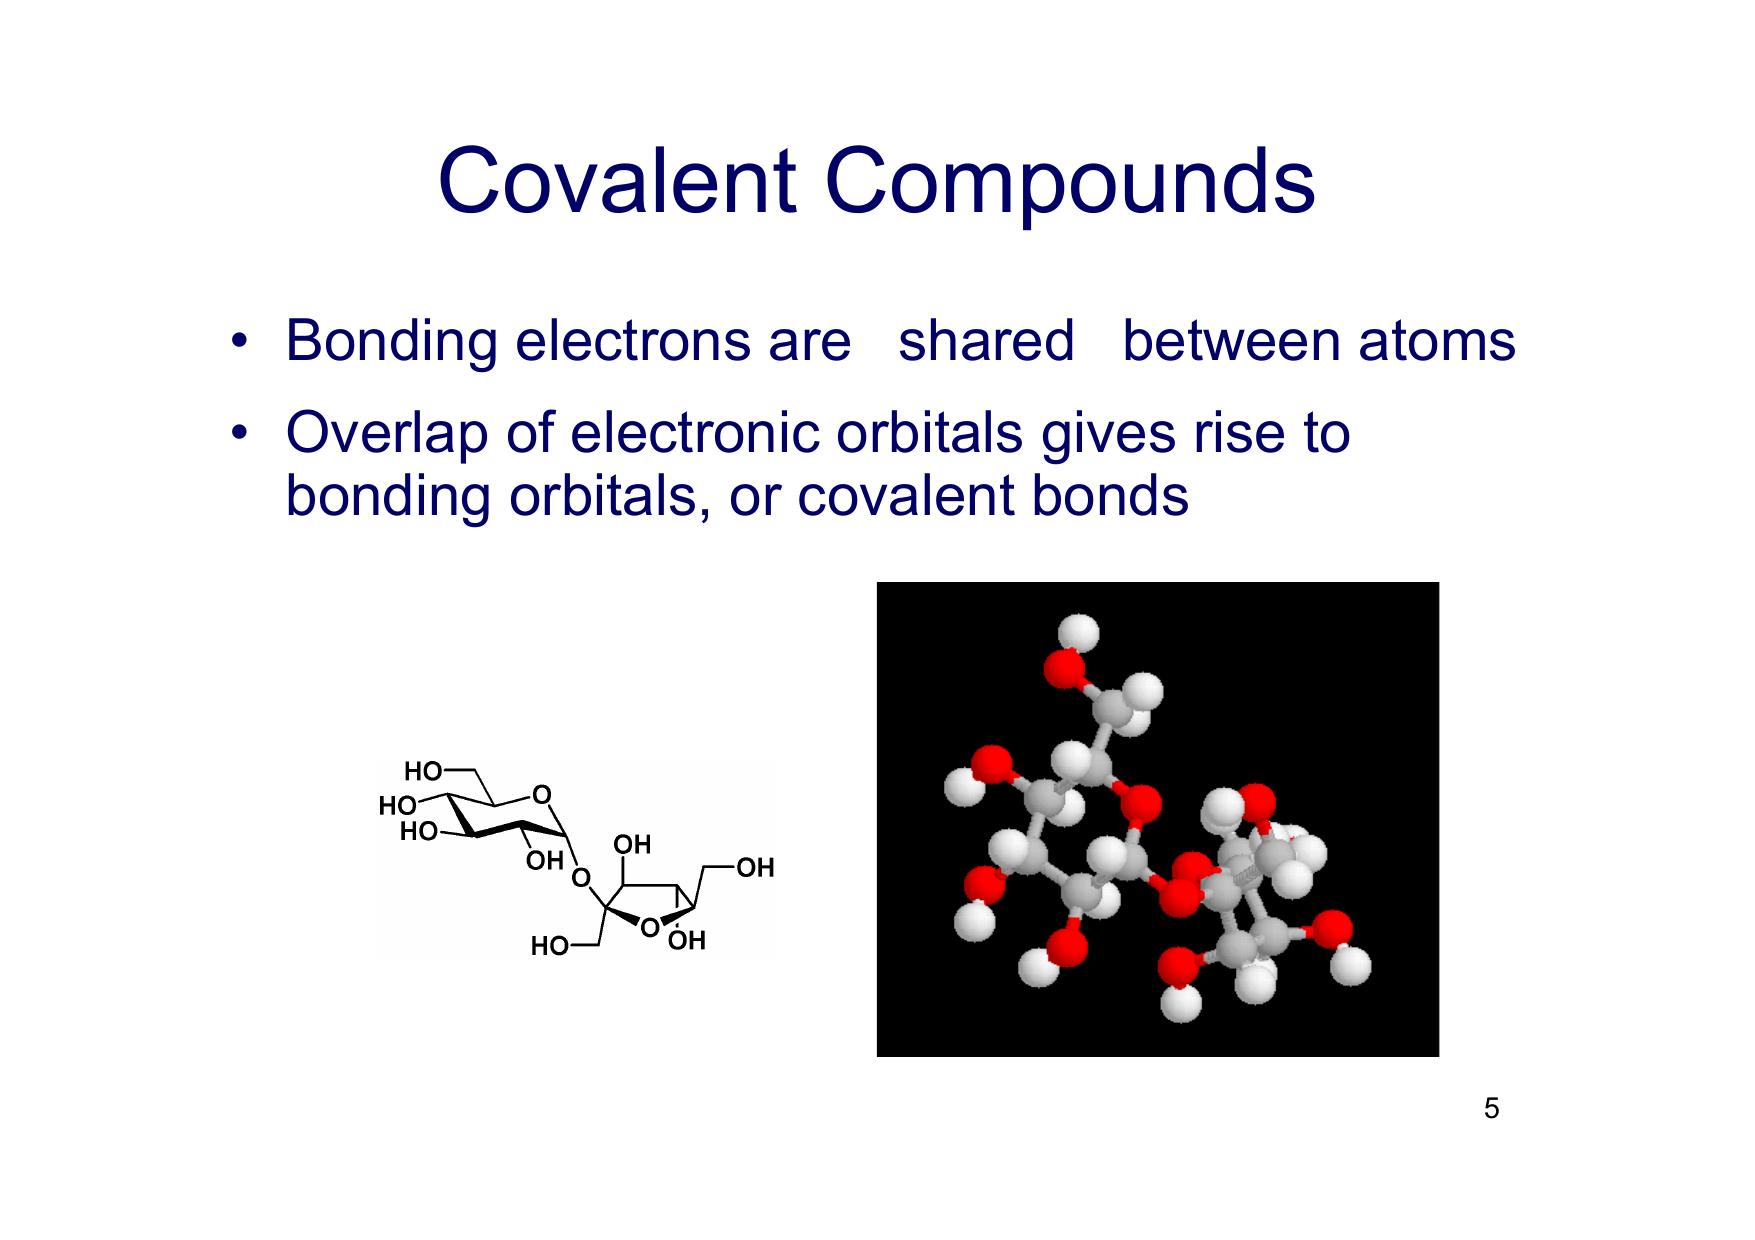 Covalent Compounds
• Bonding electrons are shared between atoms
• Overlap of electronic orbitals gives rise to
bonding orbitals, or covalent bonds
HO
O
HO
HO
OH
OH
O
OH
O
OH
HO
5